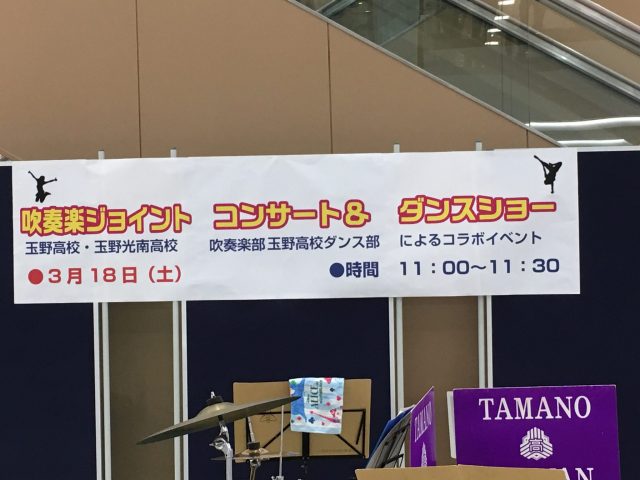 吹奏楽ジョイント コンサート& ダンスショー
玉野高校・玉野光南高校 吹奏楽部 玉野高校ダンス部 によるコラボイベント
●3月18日(土) ●時間 11:00〜11:30
TAMANO
高